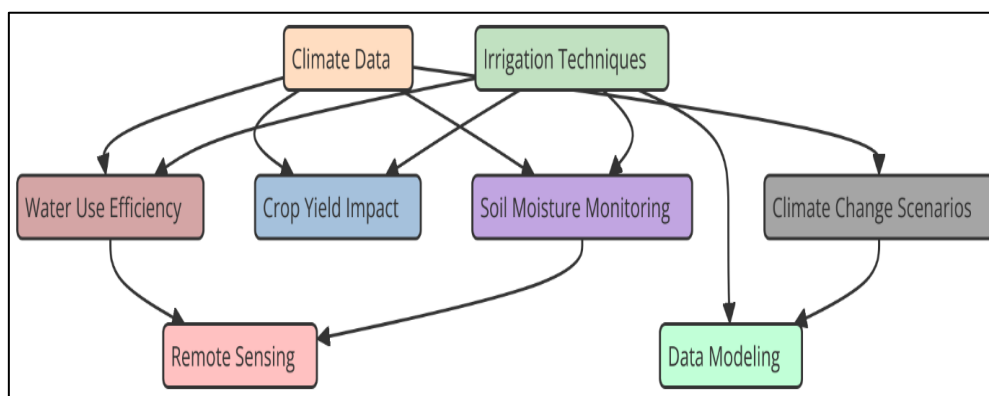 Climate Data
Irrigation Techniques
Water Use Efficiency
Crop Yield Impact
Soil Moisture Monitoring
Climate Change Scenarios
Remote Sensing
Data Modeling